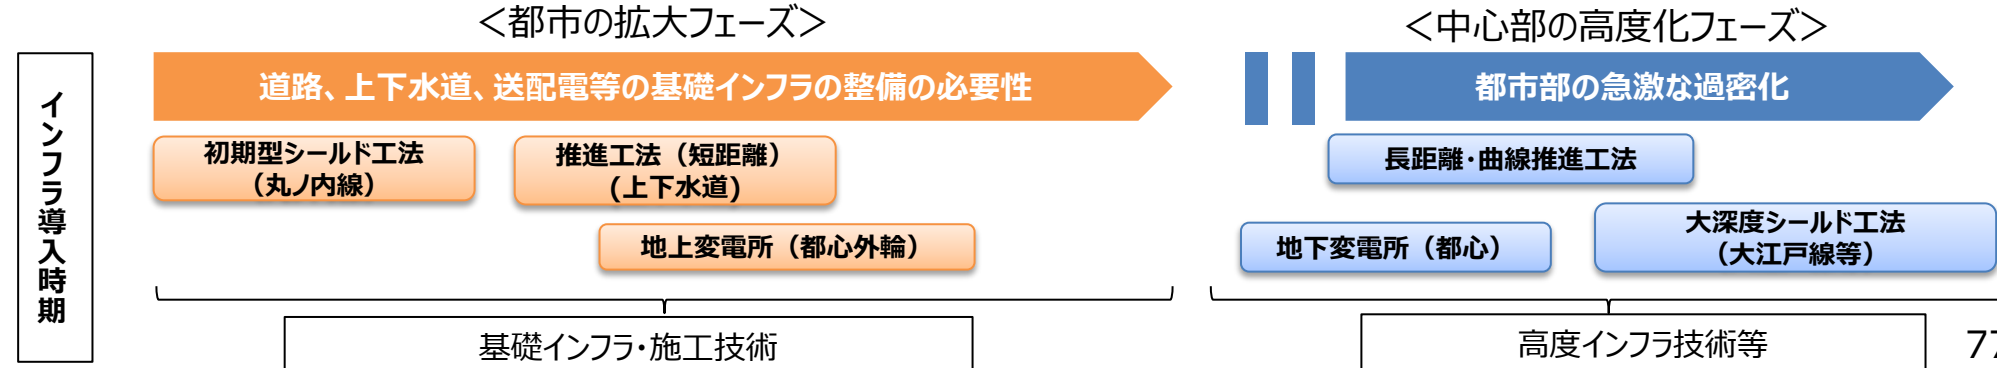 ＜都市の拡大フェーズ＞
＜中心部の高度化フェーズ＞
インフラ導入時期
道路、上下水道、送配電等の基礎インフラの整備の必要性
都市部の急激な過密化
初期型シールド工法
（丸ノ内線）
推進工法（短距離）
(上下水道)
地上変電所（都心外輪）
長距離・曲線推進工法
地下変電所（都心）
大深度シールド工法
（大江戸線等）
基礎インフラ・施工技術
高度インフラ技術等
77